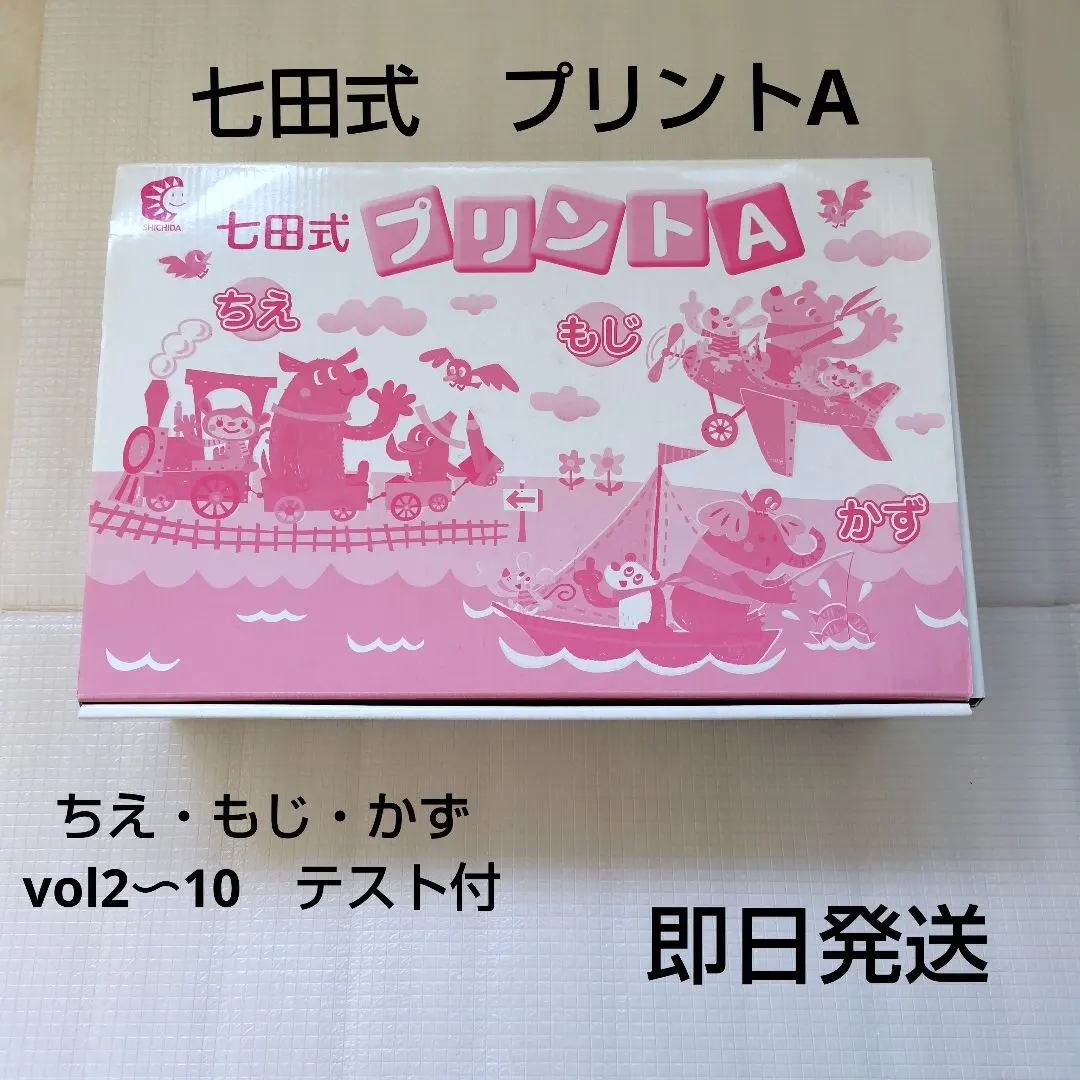 七田式　プリントA
SHICHIDA
七田式 プリントA
ちえ
もじ
かず
ちえ・もじ・かず
vol2〜10　テスト付
即日発送